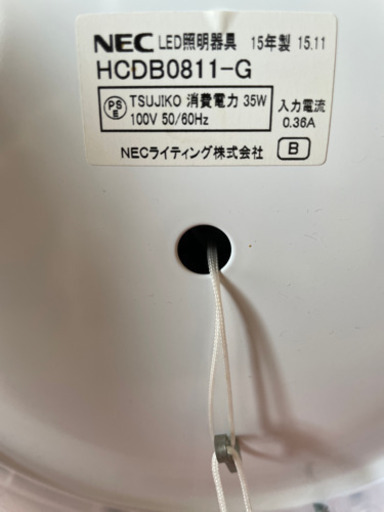 NEC LED照明器具 15年製 15.11
HCDB0811-G
PSE TSUJIKO 消費電力 35W 入力電流
100V 50/60Hz 0.36A
NECライティング株式会社 B